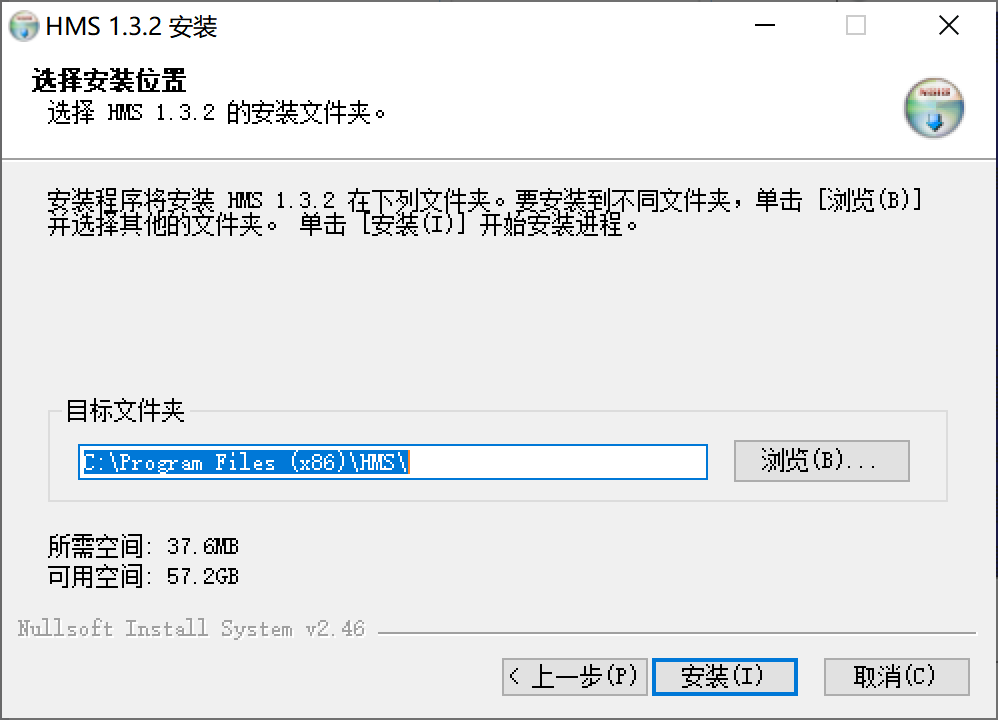 HMS 1.3.2 安装
选择安装位置
选择 HMS 1.3.2 的安装文件夹。
安装程序将安装 HMS 1.3.2 在下列文件夹。要安装到不同文件夹，单击 [浏览(B)]
并选择其他的文件夹。 单击 [安装(I)] 开始安装进程。
目标文件夹
C:\Program Files (x86)\HMS\
浏览(B)...
所需空间: 37.6MB
可用空间: 57.2GB
Nullsoft Install System v2.46
< 上一步(P)
安装(I)
取消(C)